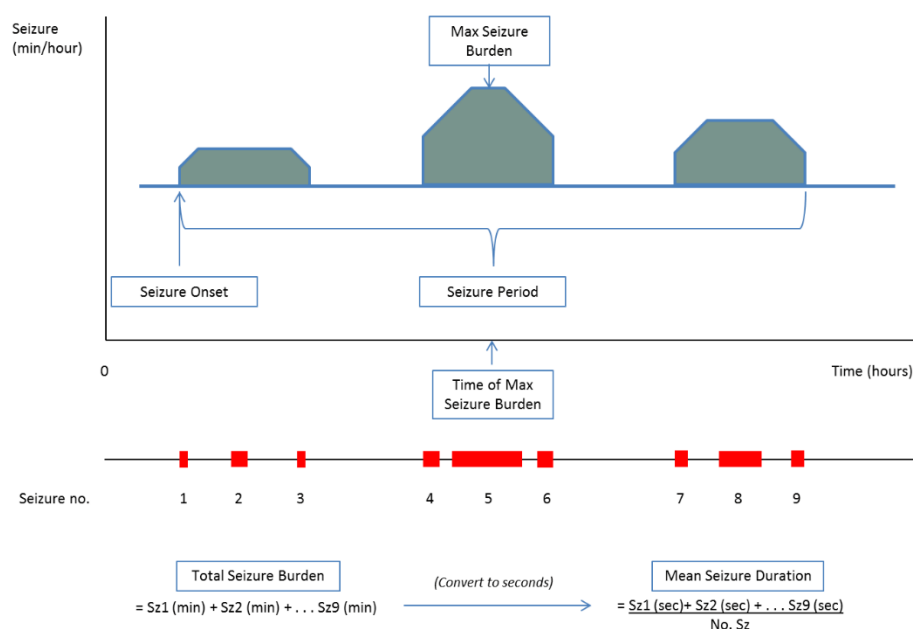 Seizure
(min/hour)
Max Seizure
Burden
Seizure Onset
Seizure Period
0
Time (hours)
Time of Max
Seizure Burden
Seizure no.
1 2 3 4 5 6 7 8 9
Total Seizure Burden
= Sz1 (min) + Sz2 (min) + . . . Sz9 (min)
(Convert to seconds)
Mean Seizure Duration
= Sz1 (sec)+ Sz2 (sec) + . . . Sz9 (sec)
No. Sz